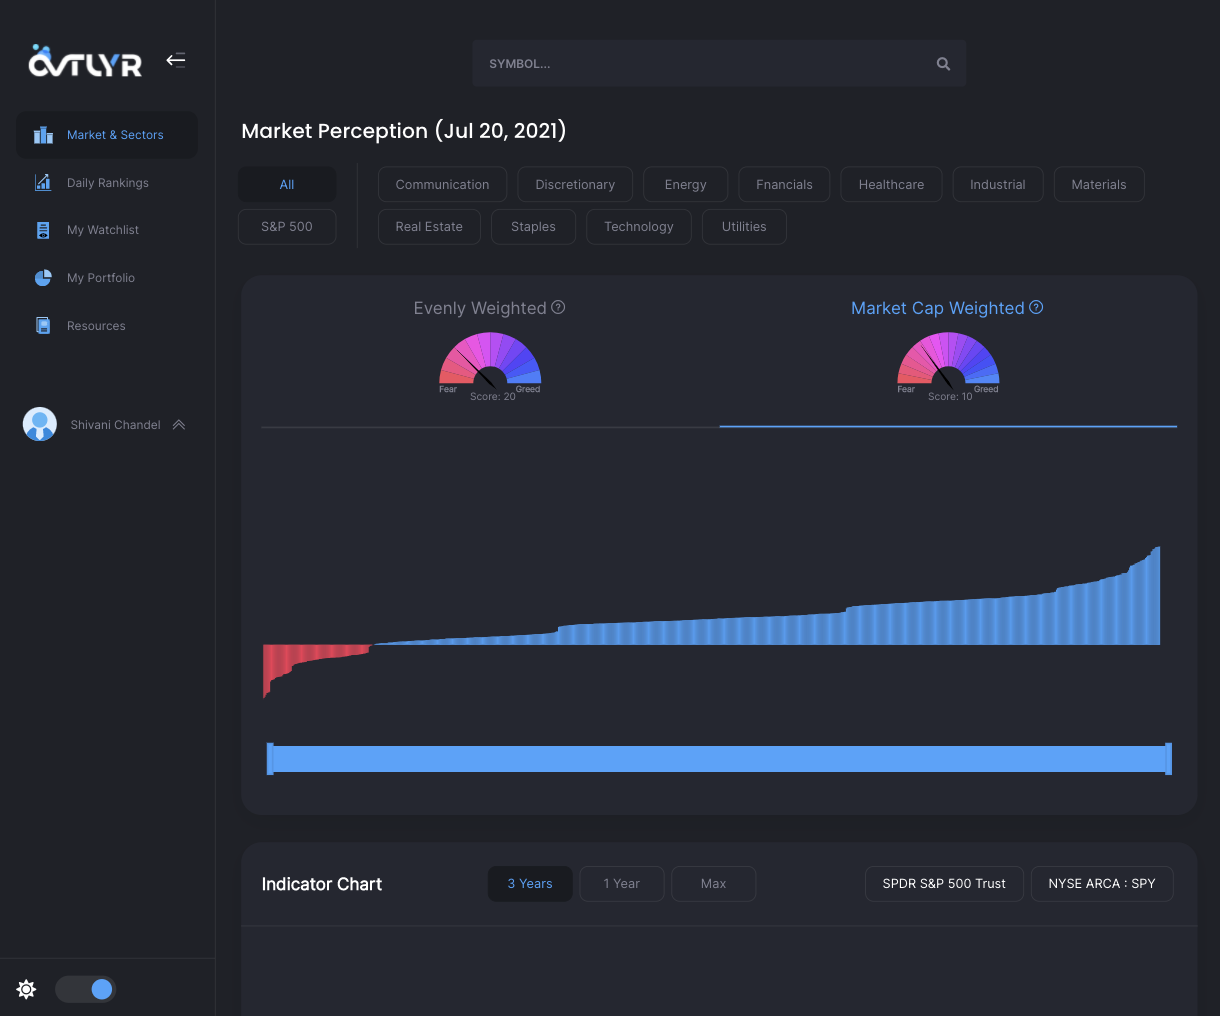 OVTLYR
SYMBOL...
Market & Sectors
Daily Rankings
My Watchlist
My Portfolio
Resources
Shivani Chandel
Market Perception (Jul 20, 2021)
All
S&P 500
Communication
Discretionary
Energy
Fnancials
Healthcare
Industrial
Materials
Real Estate
Staples
Technology
Utilities
Evenly Weighted ?
Fear
Greed
Score: 20
Market Cap Weighted ?
Fear
Greed
Score: 10
Indicator Chart
3 Years
1 Year
Max
SPDR S&P 500 Trust
NYSE ARCA : SPY